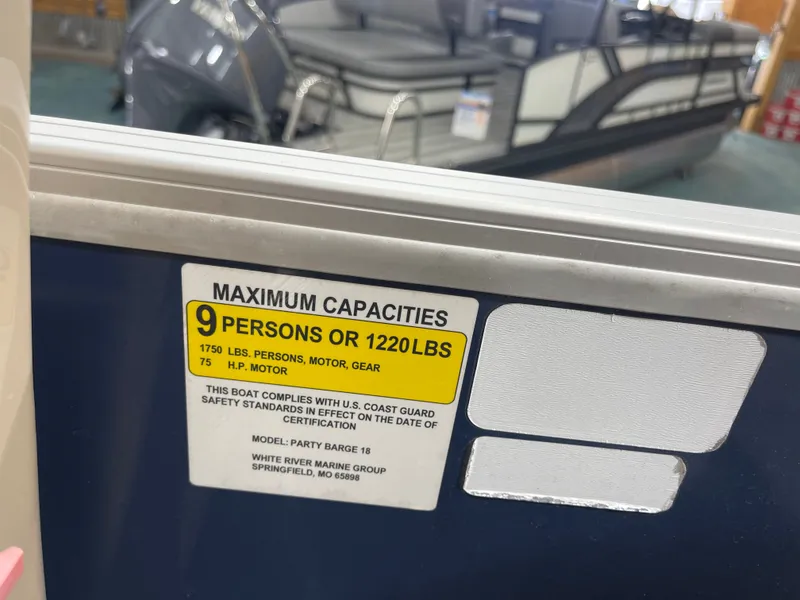 MAXIMUM CAPACITIES
9 PERSONS OR 1220 LBS
1750 LBS. PERSONS, MOTOR, GEAR
75 H.P. MOTOR
THIS BOAT COMPLIES WITH U.S. COAST GUARD
SAFETY STANDARDS IN EFFECT ON THE DATE OF
CERTIFICATION
MODEL: PARTY BARGE 18
WHITE RIVER MARINE GROUP
SPRINGFIELD, MO 65898